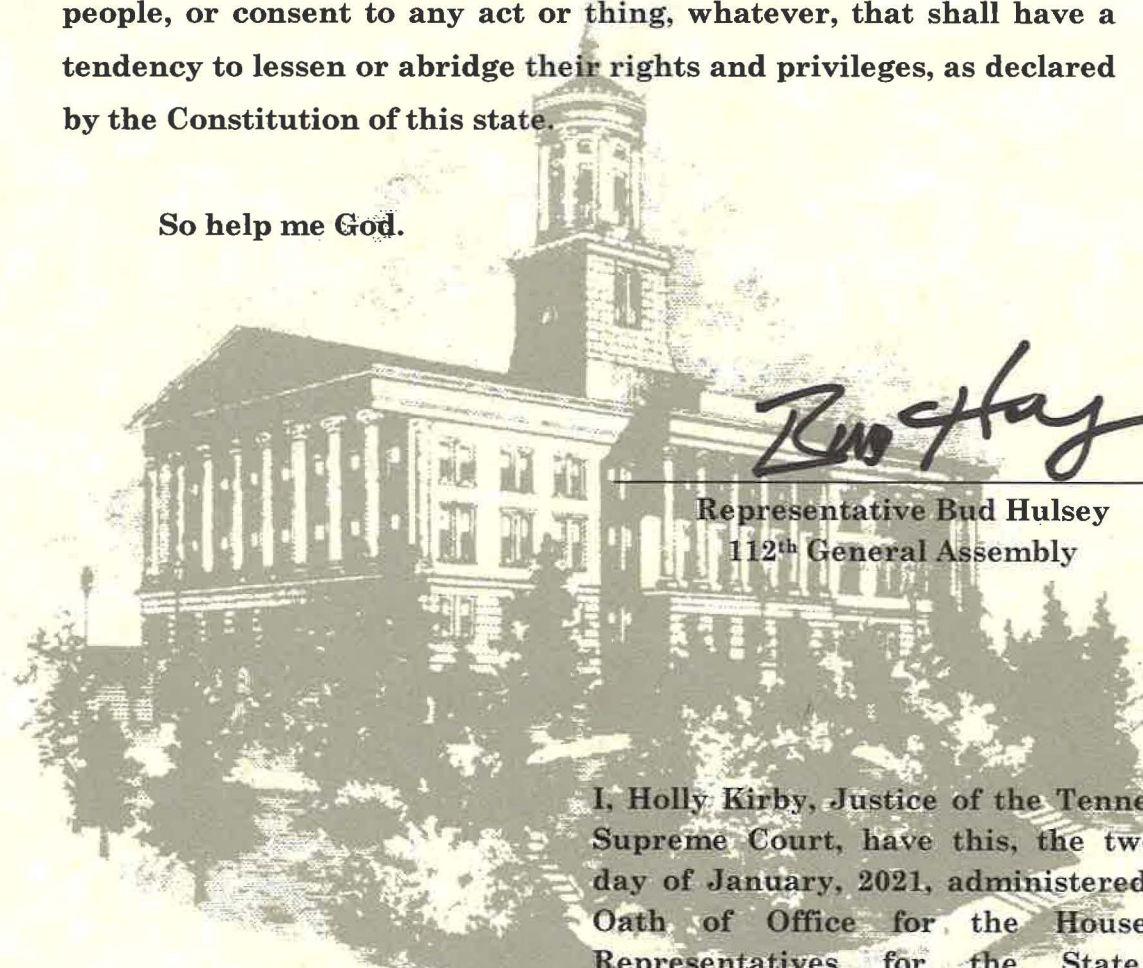 people, or consent to any act or thing, whatever, that shall have a
tendency to lessen or abridge their rights and privileges, as declared
by the Constitution of this state.
So help me God.
Representative Bud Hulsey
112th General Assembly
I, Holly Kirby, Justice of the Tenne
Supreme Court, have this, the tw
day of January, 2021, administered
Oath of Office for the House
Representatives for the State